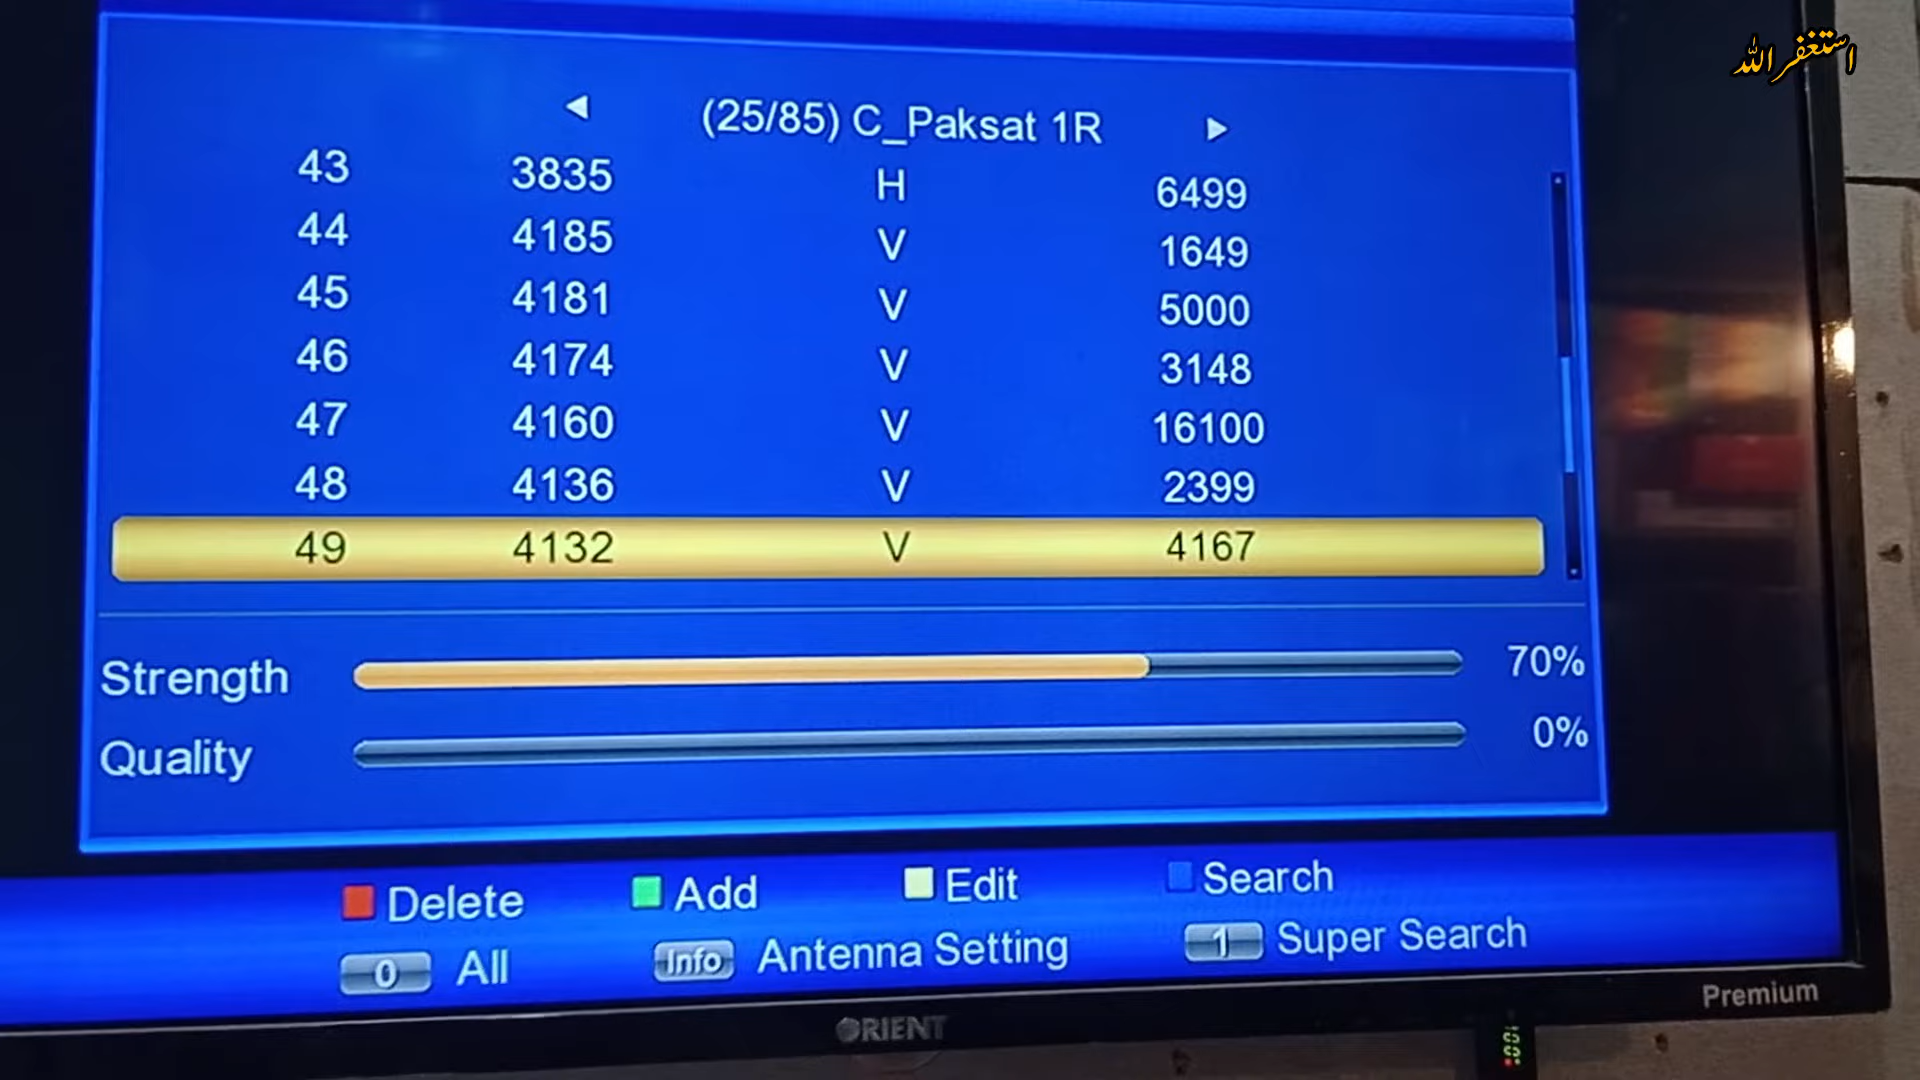 استغفر اللہ
(25/85) C_Paksat 1R
43 3835 H 6499
44 4185 V 1649
45 4181 V 5000
46 4174 V 3148
47 4160 V 16100
48 4136 V 2399
49 4132 V 4167
Strength 70%
Quality 0%
Delete Add Edit Search
0 All Info Antenna Setting 1 Super Search
Premium
ORIENT